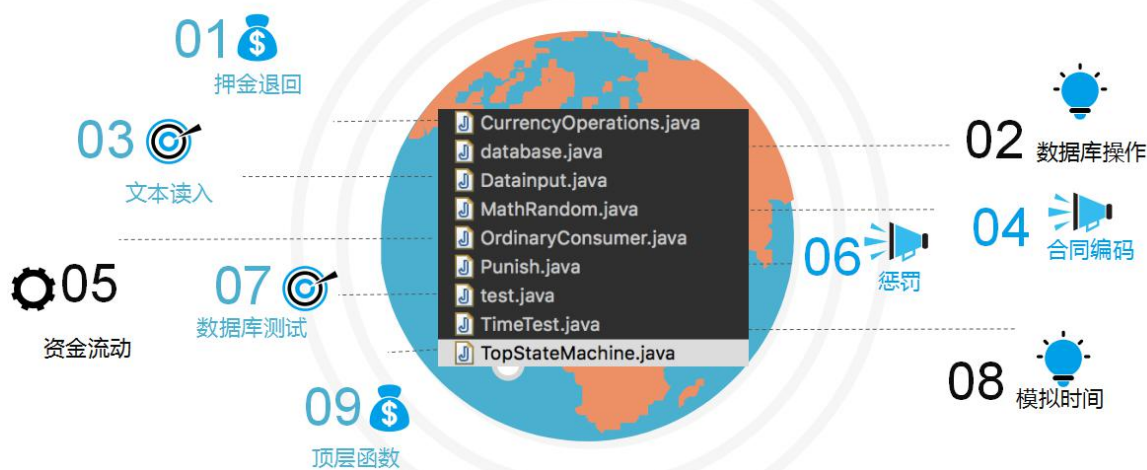 01
押金退回
CurrencyOperations.java
database.java
Datainput.java
MathRandom.java
OrdinaryConsumer.java
Punish.java
test.java
TimeTest.java
TopStateMachine.java
02 数据库操作
03
文本读入
04
合同编码
05
资金流动
06
惩罚
07
数据库测试
08
模拟时间
09
顶层函数